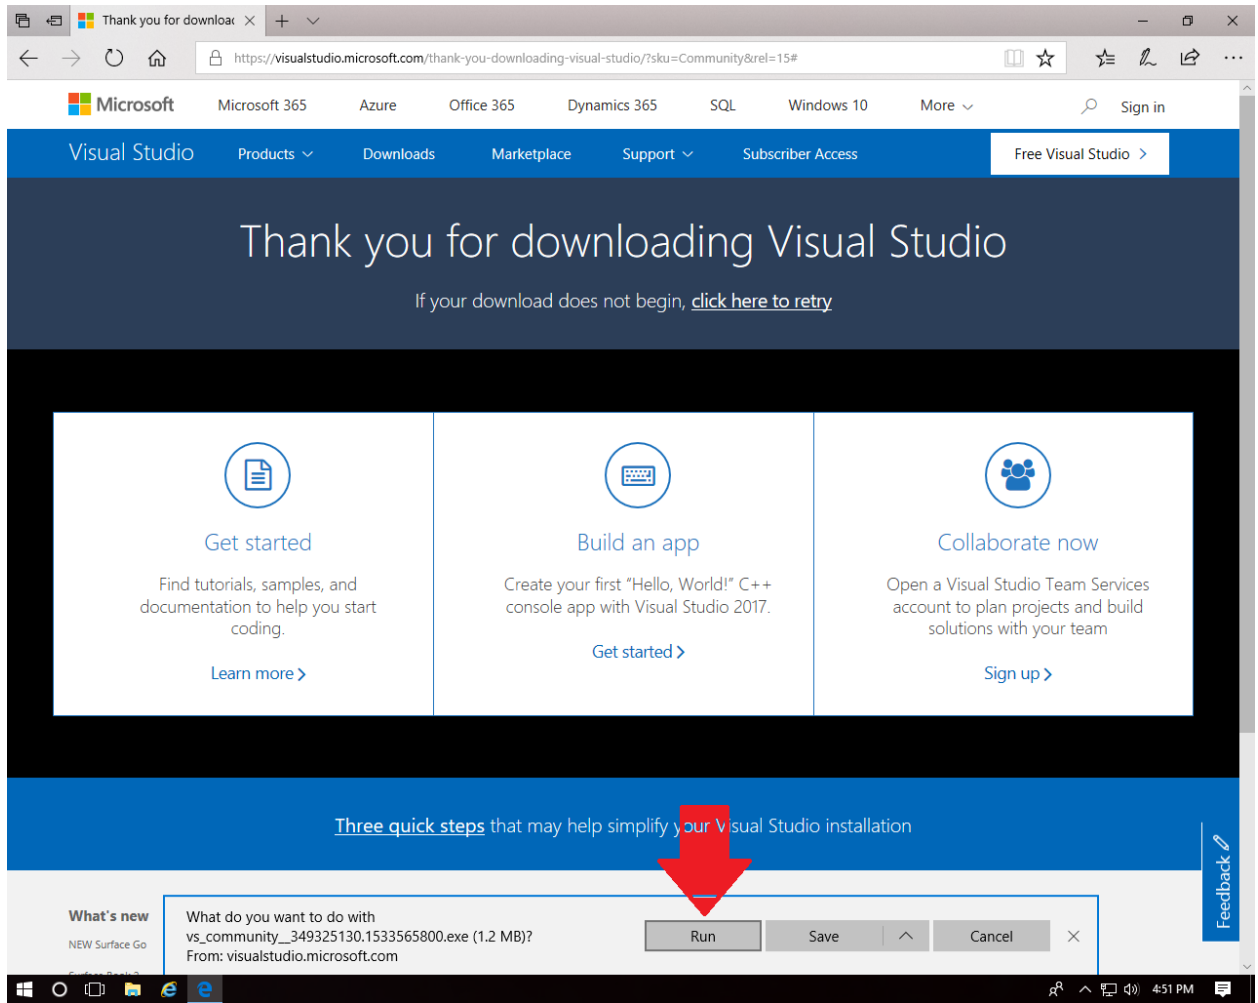 Thank you for downloac
https://visualstudio.microsoft.com/thank-you-downloading-visual-studio/?sku=Community&rel=15#
Microsoft
Microsoft 365
Azure
Office 365
Dynamics 365
SQL
Windows 10
More
Sign in
Visual Studio
Products
Downloads
Marketplace
Support
Subscriber Access
Free Visual Studio
Thank you for downloading Visual Studio
If your download does not begin, click here to retry
Get started
Find tutorials, samples, and
documentation to help you start
coding.
Learn more
Build an app
Create your first "Hello, World!" C++
console app with Visual Studio 2017.
Get started
Collaborate now
Open a Visual Studio Team Services
account to plan projects and build
solutions with your team
Sign up
Three quick steps that may help simplify your Visual Studio installation
Feedback
What's new
NEW Surface Go
Surface Book 2
What do you want to do with
vs_community__349325130.1533565800.exe (1.2 MB)?
From: visualstudio.microsoft.com
Run
Save
Cancel
4:51 PM